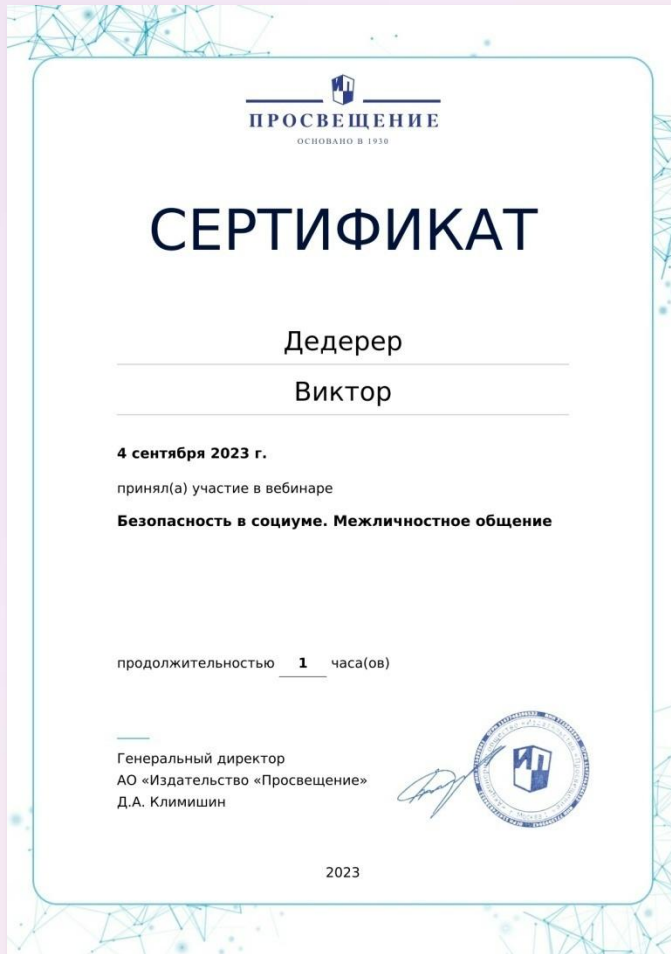 ПРОСВЕЩЕНИЕ
ОСНОВАНО В 1930
СЕРТИФИКАТ
Дедерер
Виктор
4 сентября 2023 г.
принял(а) участие в вебинаре
Безопасность в социуме. Межличностное общение
продолжительностью 1 часа(ов)
Генеральный директор
АО «Издательство «Просвещение»
Д.А. Климишин
2023